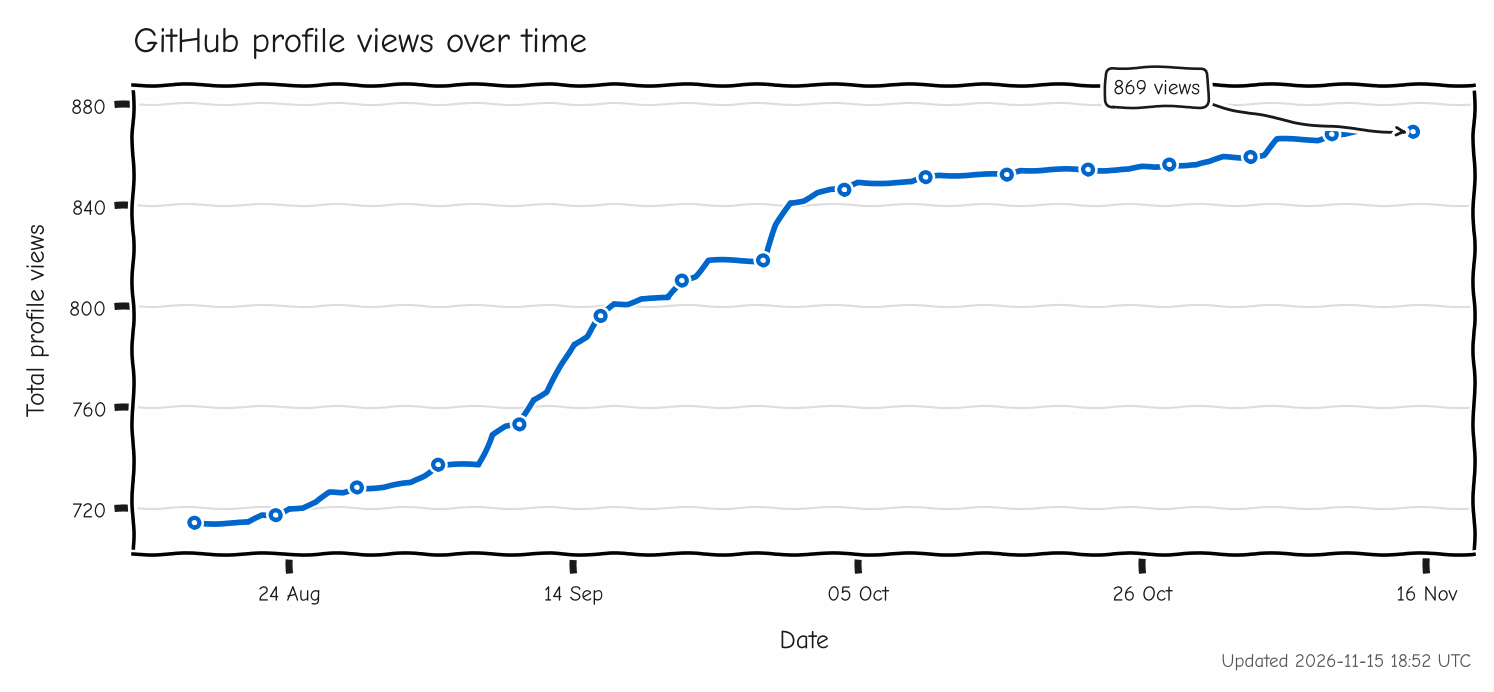 GitHub profile views over time
869 views
880
840
800
760
720
Total profile views
24 Aug 14 Sep 05 Oct 26 Oct 16 Nov
Date
Updated 2026-11-15 18:52 UTC